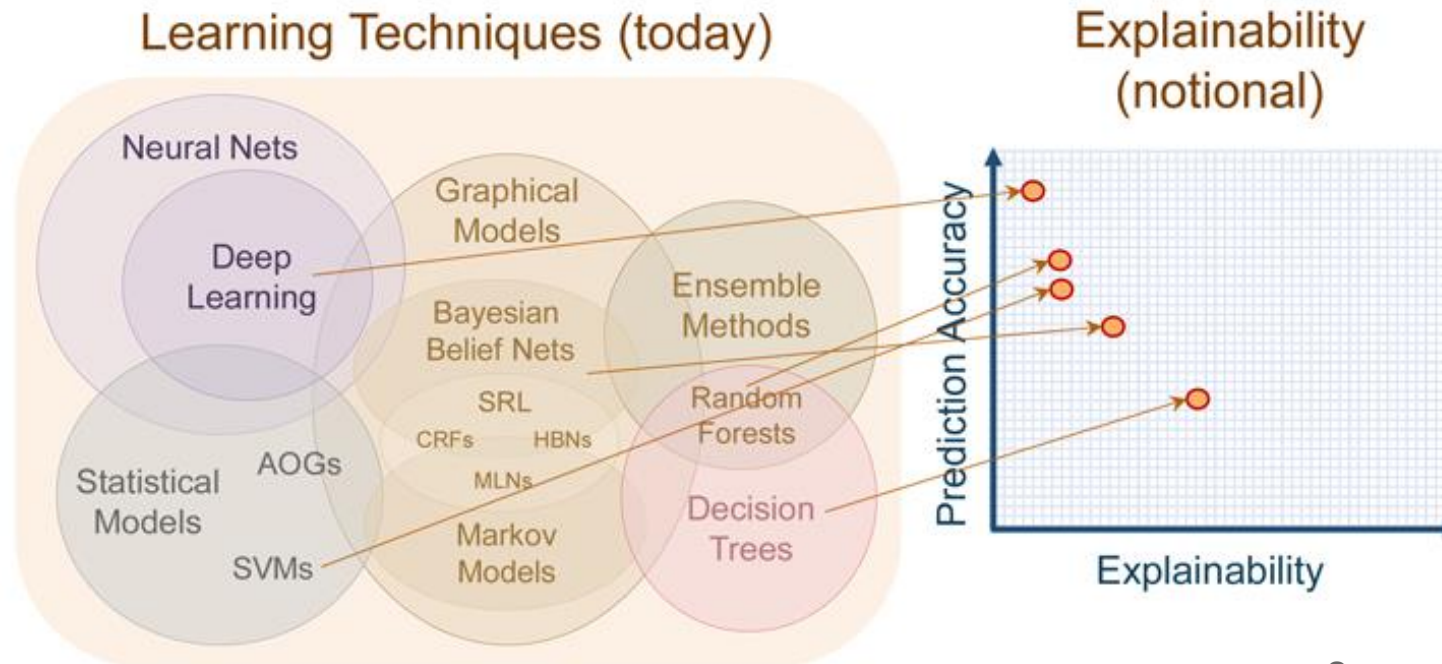 Learning Techniques (today)
Neural Nets
Deep
Learning
Graphical
Models
Bayesian
Belief Nets
SRL
CRFs
HBNs
MLNs
Markov
Models
Ensemble
Methods
Random
Forests
Decision
Trees
Statistical
Models
AOGs
SVMs
Explainability
(notional)
Prediction Accuracy
Explainability